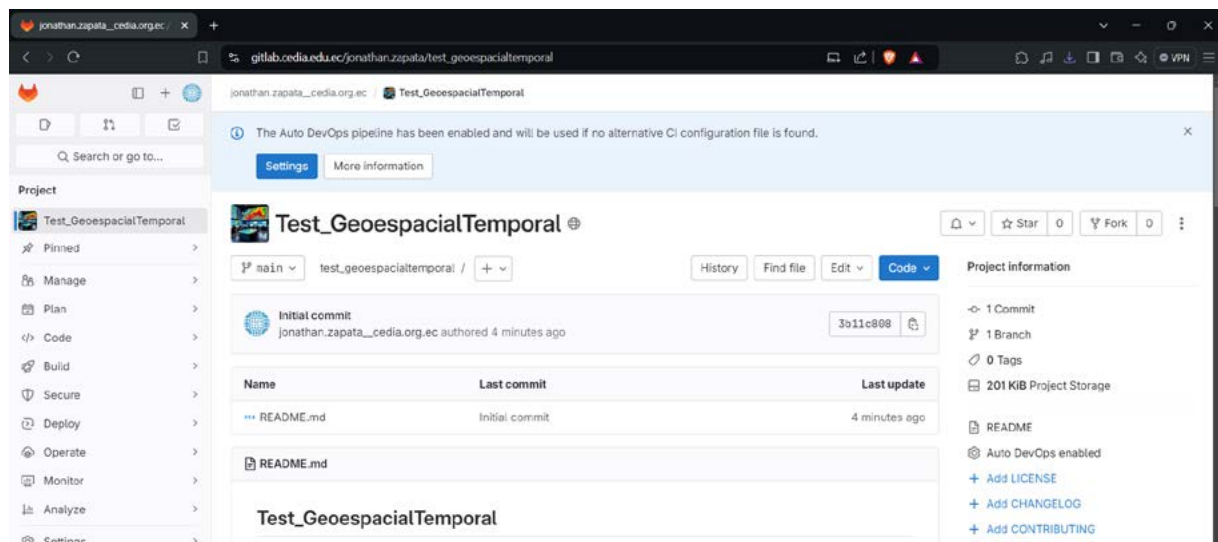 jonathan.zapata__cedia.org.ec /
gitlab.cedia.edu.ec/jonathan.zapata/test_geoespacialtemporal
VPN
jonathan.zapata__cedia.org.ec / Test_GeoespacialTemporal
The Auto DevOps pipeline has been enabled and will be used if no alternative CI configuration file is found.
Settings More information
Search or go to...
Project
Test_GeoespacialTemporal
Pinned
Manage
Plan
Code
Build
Secure
Deploy
Operate
Monitor
Analyze
Settings
Test_GeoespacialTemporal
Star 0 Fork 0
main test_geoespacialtemporal / +
History Find file Edit Code
Initial commit
jonathan.zapata__cedia.org.ec authored 4 minutes ago
3b11c808
Name Last commit Last update
README.md Initial commit 4 minutes ago
README.md
Test_GeoespacialTemporal
Project information
1 Commit
1 Branch
0 Tags
201 KiB Project Storage
README
Auto DevOps enabled
+ Add LICENSE
+ Add CHANGELOG
+ Add CONTRIBUTING